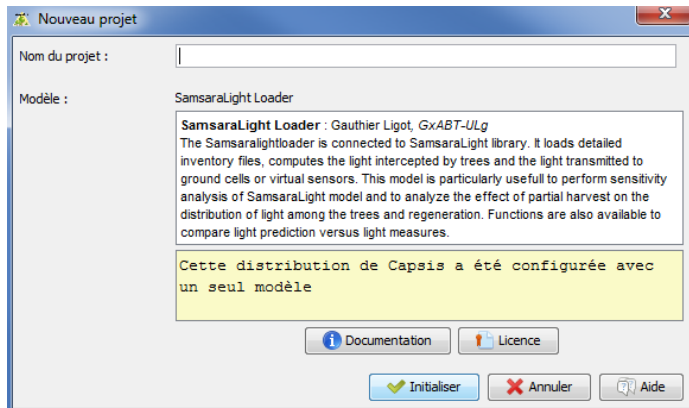 Nouveau projet
Nom du projet :
Modèle :
SamsaraLight Loader
SamsaraLight Loader : Gauthier Ligot, GxABT-ULg
The Samsaralightloader is connected to SamsaraLight library. It loads detailed
inventory files, computes the light intercepted by trees and the light transmitted to
ground cells or virtual sensors. This model is particularly usefull to perform sensitivity
analysis of SamsaraLight model and to analyze the effect of partial harvest on the
distribution of light among the trees and regeneration. Functions are also available to
compare light prediction versus light measures.
Cette distribution de Capsis a été configurée avec
un seul modèle
Documentation
Licence
Initialiser
Annuler
Aide